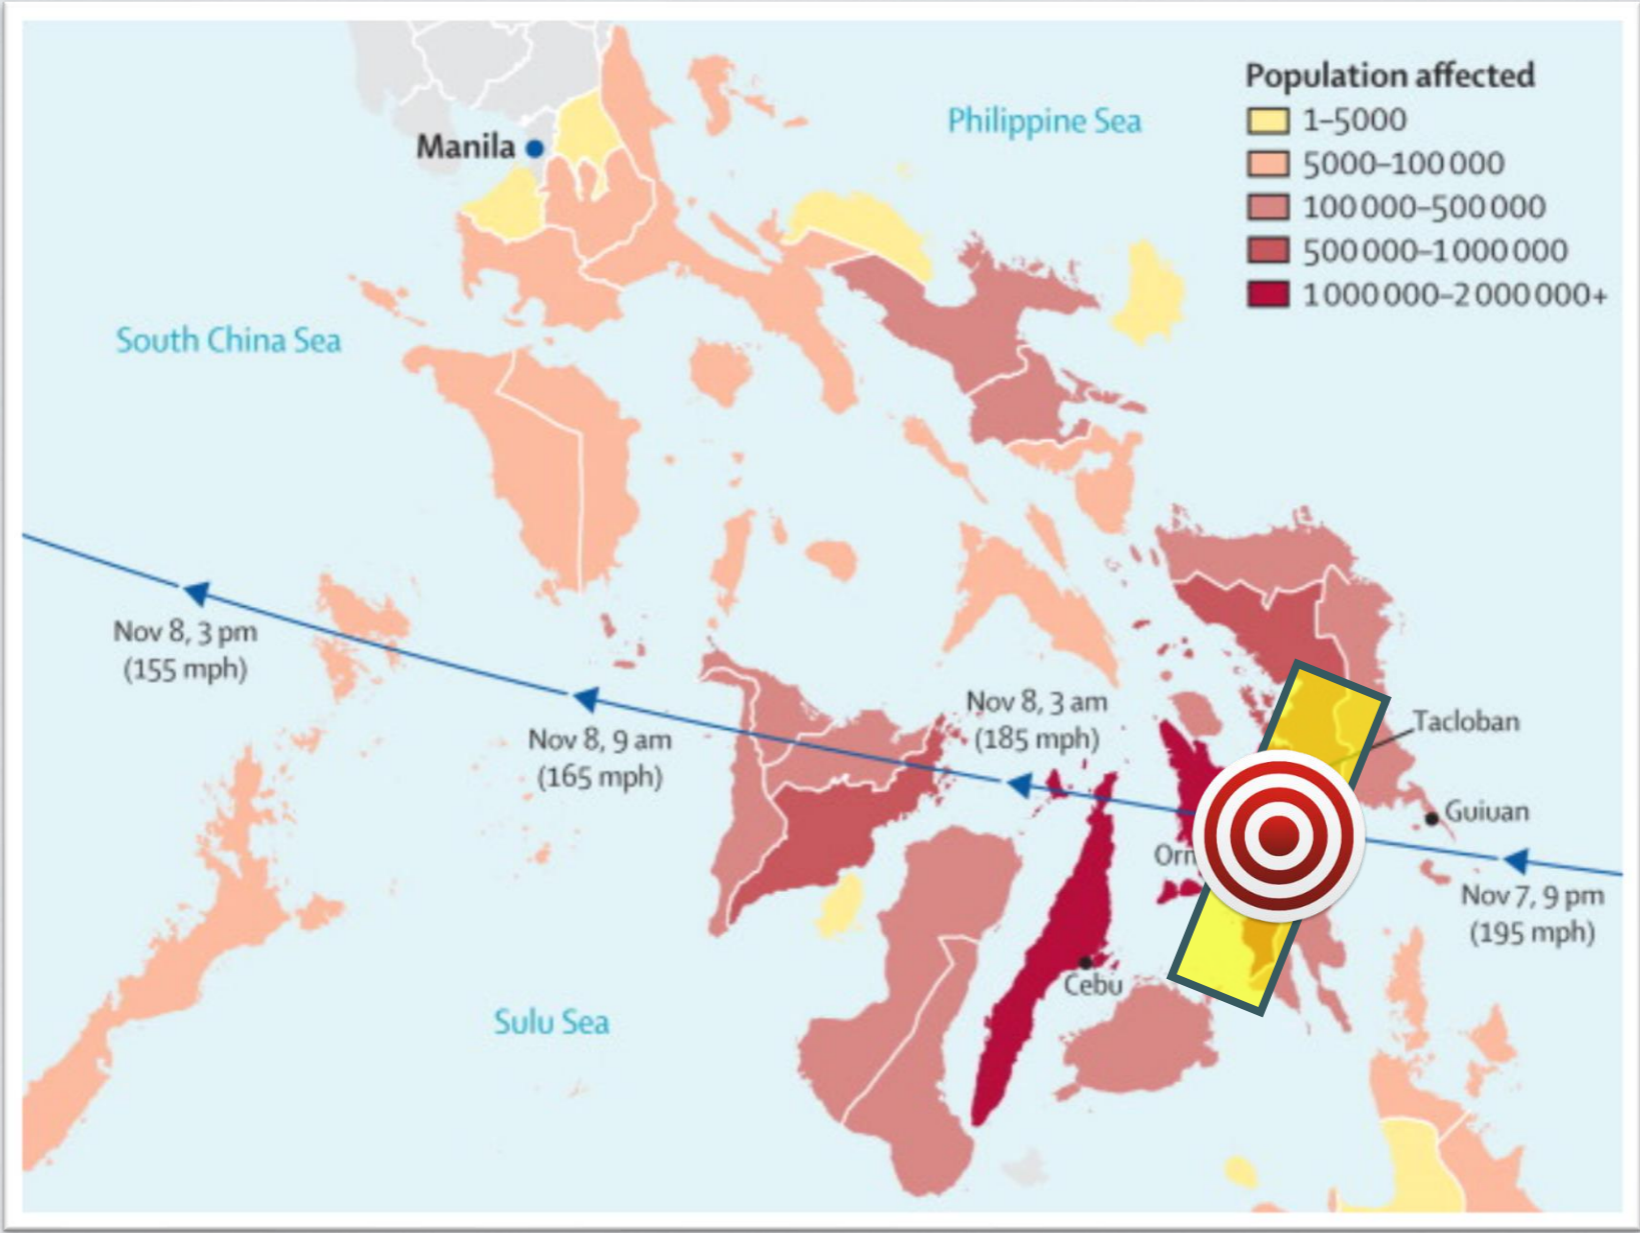 Population affected
1–5000
5000–100 000
100 000–500 000
500 000–1 000 000
1 000 000–2 000 000+
Philippine Sea
Manila
South China Sea
Nov 8, 3 pm
(155 mph)
Nov 8, 9 am
(165 mph)
Nov 8, 3 am
(185 mph)
Tacloban
Guiuan
Nov 7, 9 pm
(195 mph)
Cebu
Sulu Sea